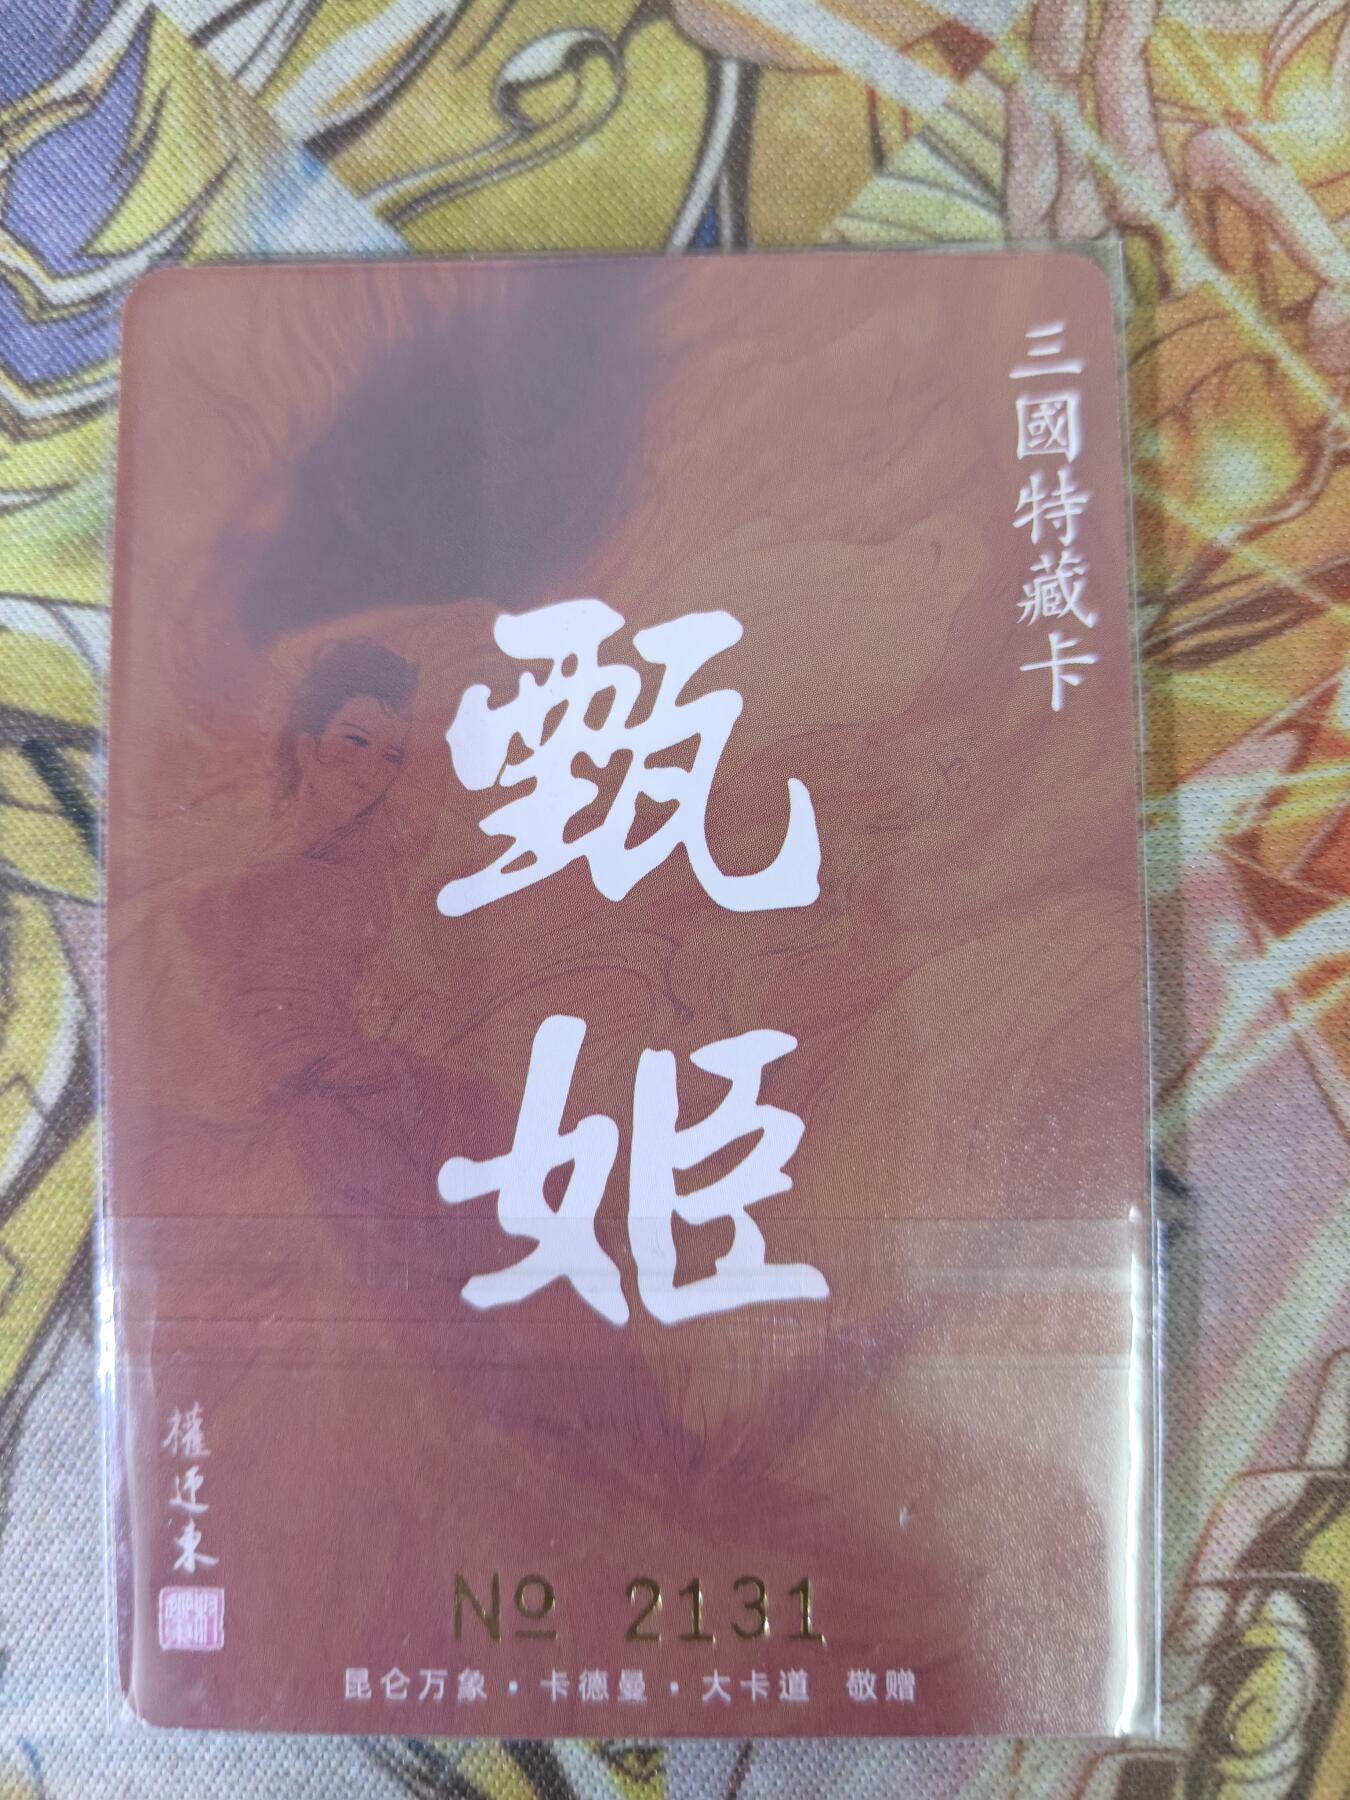 三國特藏卡
甄姬
權迎東
№ 2131
昆仑万象·卡德曼·大卡道 敬赠